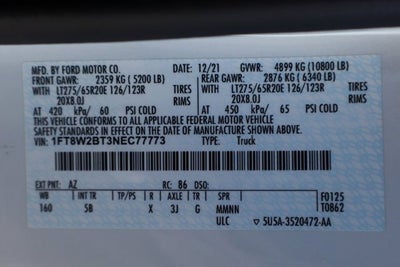 MFD. BY FORD MOTOR CO. 12/21 GVWR: 4899 KG (10800 LB)
FRONT GAWR: 2359 KG (5200 LB) REAR GAWR: 2876 KG (6340 LB)
WITH LT275/65R20E 126/123R TIRES WITH LT275/65R20E 126/123R TIRES
20X8.0J 20X8.0J
AT 420 kPa/ 60 PSI COLD AT 450 kPa/ 65 PSI COLD
THIS VEHICLE CONFORMS TO ALL APPLICABLE FEDERAL MOTOR VEHICLE
SAFETY STANDARDS IN EFFECT ON THE DATE OF MANUFACTURE SHOWN ABOVE.
VIN: 1FT8W2BT3NEC77773 TYPE: Truck
EXT PNT: AZ RC: 86 DSO:
WB INT TR TP/PS R AXLE TR SPR F0125
160 5B X 3J G MMNN T0862
ULC 5U5A-3520472-AA